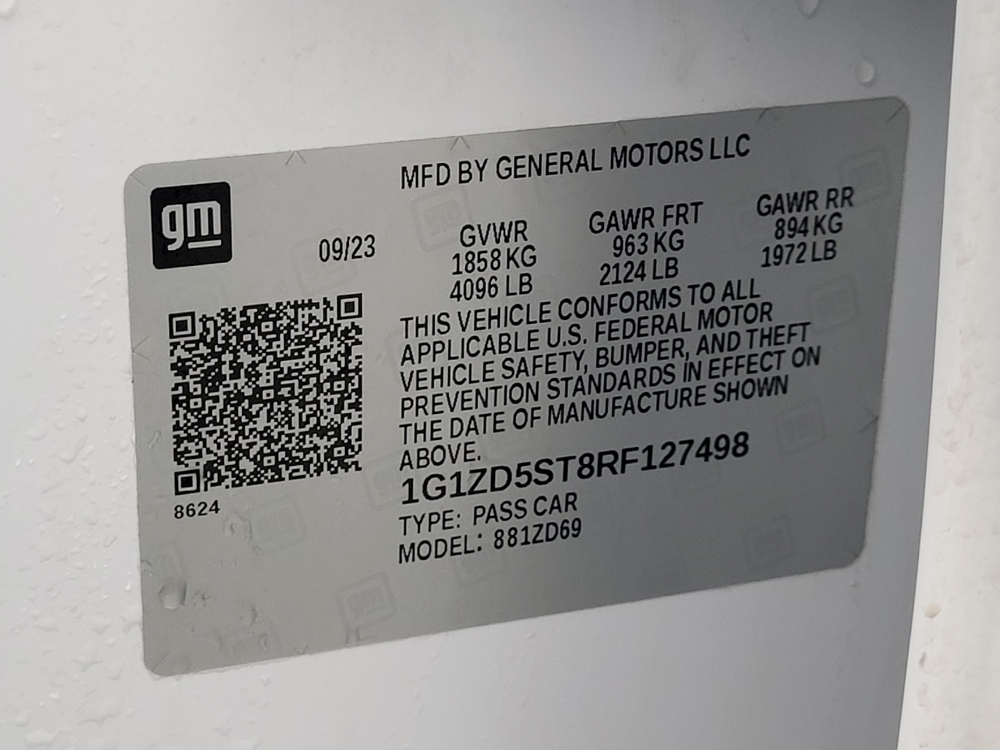 MFD BY GENERAL MOTORS LLC
gm
09/23
GVWR GAWR FRT GAWR RR
1858 KG 963 KG 894 KG
4096 LB 2124 LB 1972 LB
THIS VEHICLE CONFORMS TO ALL
APPLICABLE U.S. FEDERAL MOTOR
VEHICLE SAFETY, BUMPER, AND THEFT
PREVENTION STANDARDS IN EFFECT ON
THE DATE OF MANUFACTURE SHOWN
ABOVE.
1G1ZD5ST8RF127498
8624
TYPE: PASS CAR
MODEL: 881ZD69